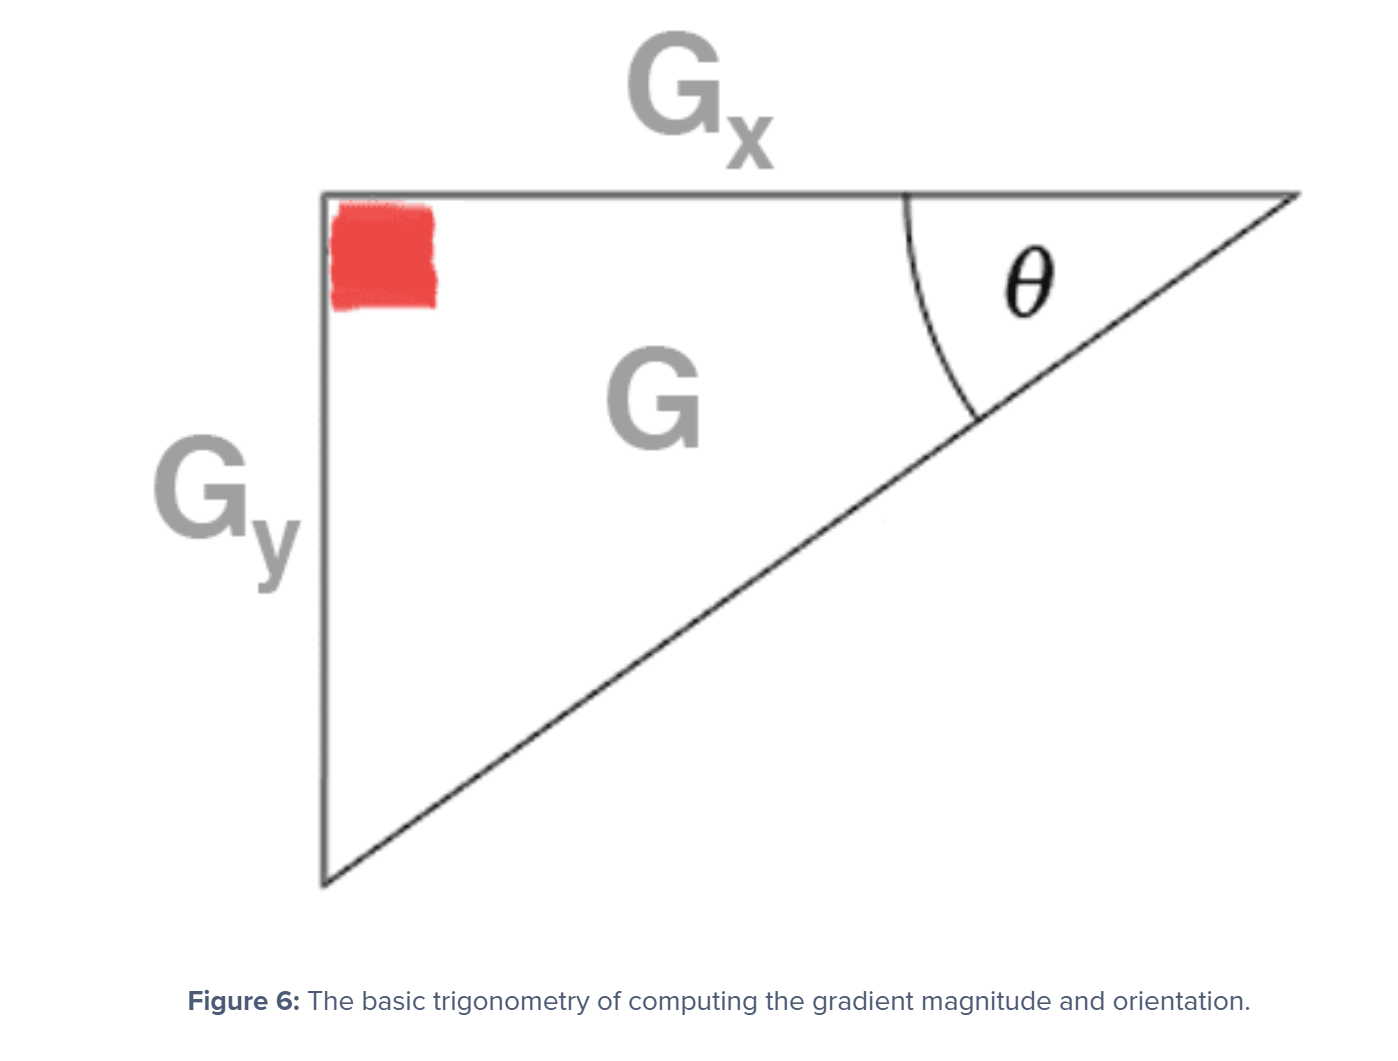 Gx
θ
G
Gy
Figure 6: The basic trigonometry of computing the gradient magnitude and orientation.